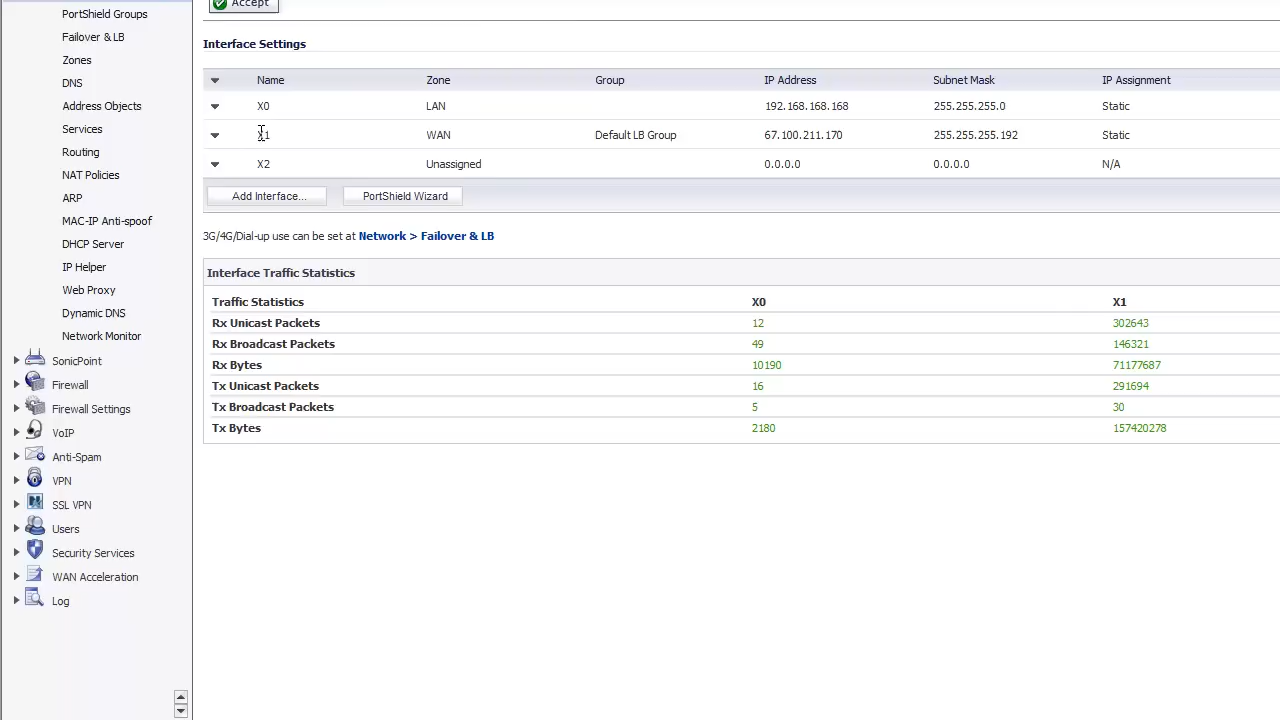 Accept
PortShield Groups
Failover & LB
Zones
DNS
Address Objects
Services
Routing
NAT Policies
ARP
MAC-IP Anti-spoof
DHCP Server
IP Helper
Web Proxy
Dynamic DNS
Network Monitor
SonicPoint
Firewall
Firewall Settings
VoIP
Anti-Spam
VPN
SSL VPN
Users
Security Services
WAN Acceleration
Log
Interface Settings
Name Zone Group IP Address Subnet Mask IP Assignment
X0 LAN 192.168.168.168 255.255.255.0 Static
X1 WAN Default LB Group 67.100.211.170 255.255.255.192 Static
X2 Unassigned 0.0.0.0 0.0.0.0 N/A
Add Interface... PortShield Wizard
3G/4G/Dial-up use can be set at Network > Failover & LB
Interface Traffic Statistics
Traffic Statistics X0 X1
Rx Unicast Packets 12 302643
Rx Broadcast Packets 49 146321
Rx Bytes 10190 71177687
Tx Unicast Packets 16 291694
Tx Broadcast Packets 5 30
Tx Bytes 2180 157420278